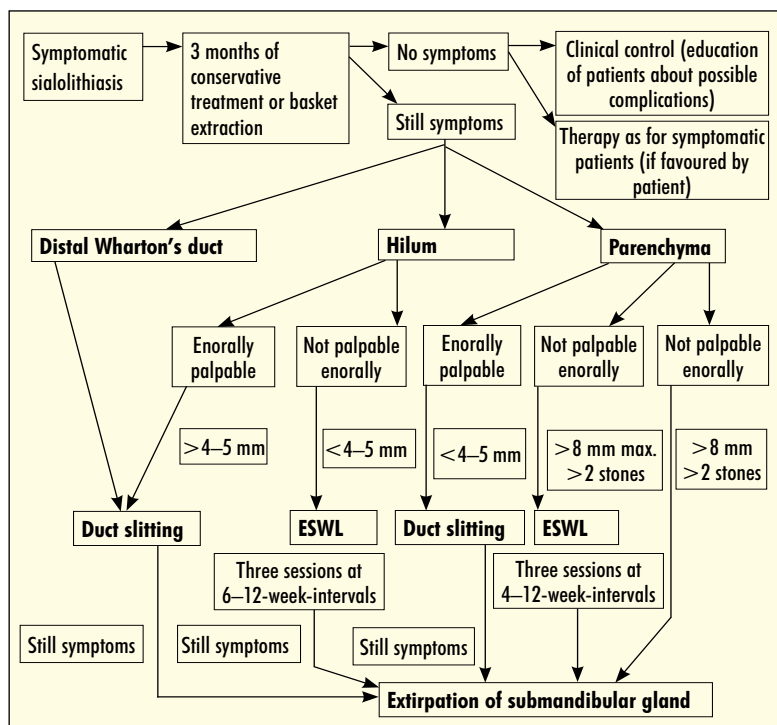 Symptomatic
sialolithiasis
3 months of
conservative
treatment or basket
extraction
No symptoms
Clinical control (education
of patients about possible
complications)
Still symptoms
Therapy as for symptomatic
patients (if favoured by
patient)
Distal Wharton's duct
Hilum
Parenchyma
Enorally
palpable
Not palpable
enorally
Enorally
palpable
Not palpable
enorally
Not palpable
enorally
>4–5 mm
<4–5 mm
<4–5 mm
>8 mm max.
>2 stones
>8 mm
>2 stones
Duct slitting
ESWL
Duct slitting
ESWL
Three sessions at
6–12-week-intervals
Three sessions at
4–12-week-intervals
Still symptoms
Still symptoms
Still symptoms
Extirpation of submandibular gland